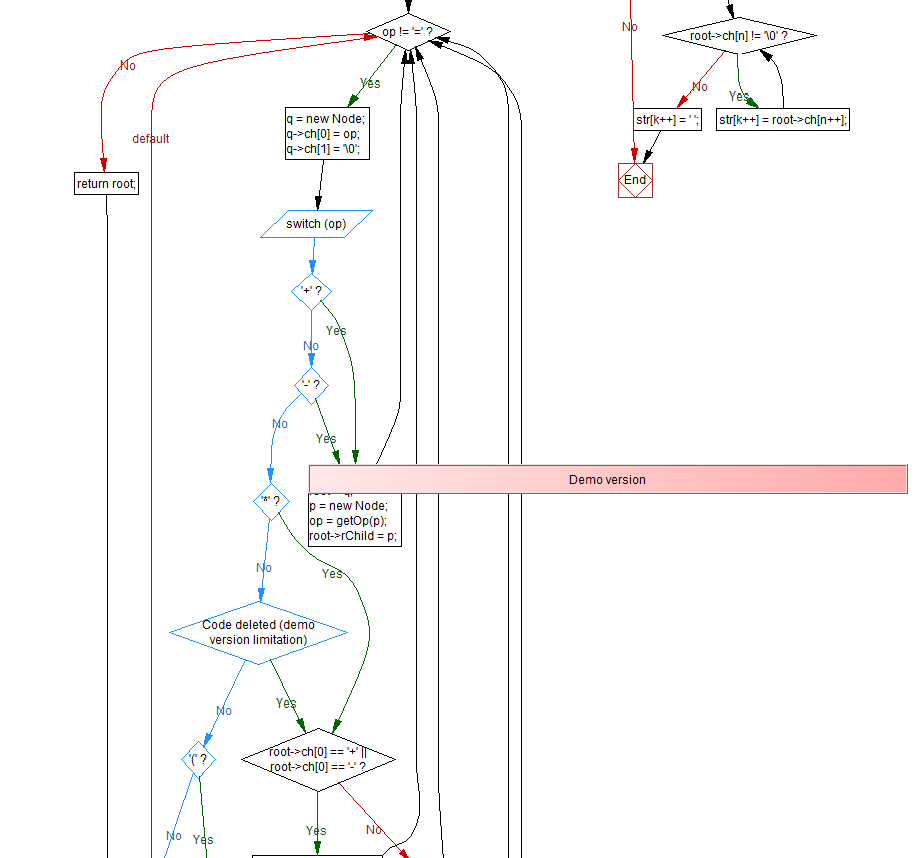 op != '=' ?
No
Yes
default
q = new Node;
q->ch[0] = op;
q->ch[1] = '\0';
return root;
switch (op)
'+' ?
Yes
No
'-' ?
No
Yes
Demo version
p = new Node;
op = getOp(p);
root->rChild = p;
'*' ?
No
Yes
Code deleted (demo
version limitation)
No
Yes
'(' ?
root->ch[0] == '+' ||
root->ch[0] == '-' ?
No
Yes
Yes
No
No
root->ch[n] != '\0' ?
No
Yes
str[k++] = ' ';
str[k++] = root->ch[n++];
End